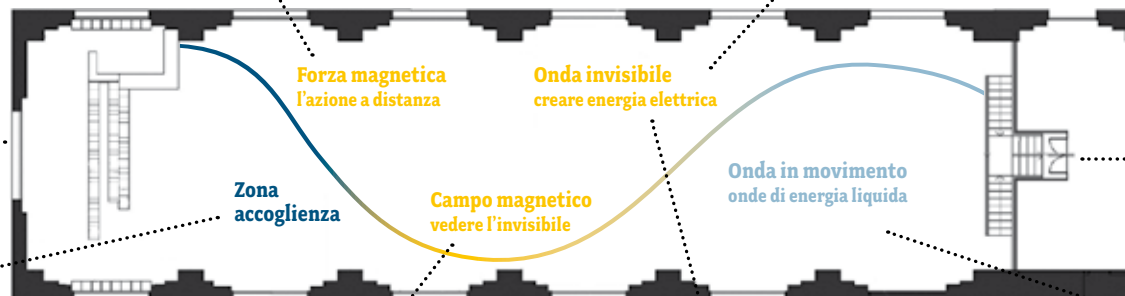 Forza magnetica
l'azione a distanza
Onda invisibile
creare energia elettrica
Onda in movimento
onde di energia liquida
Zona
accoglienza
Campo magnetico
vedere l'invisibile